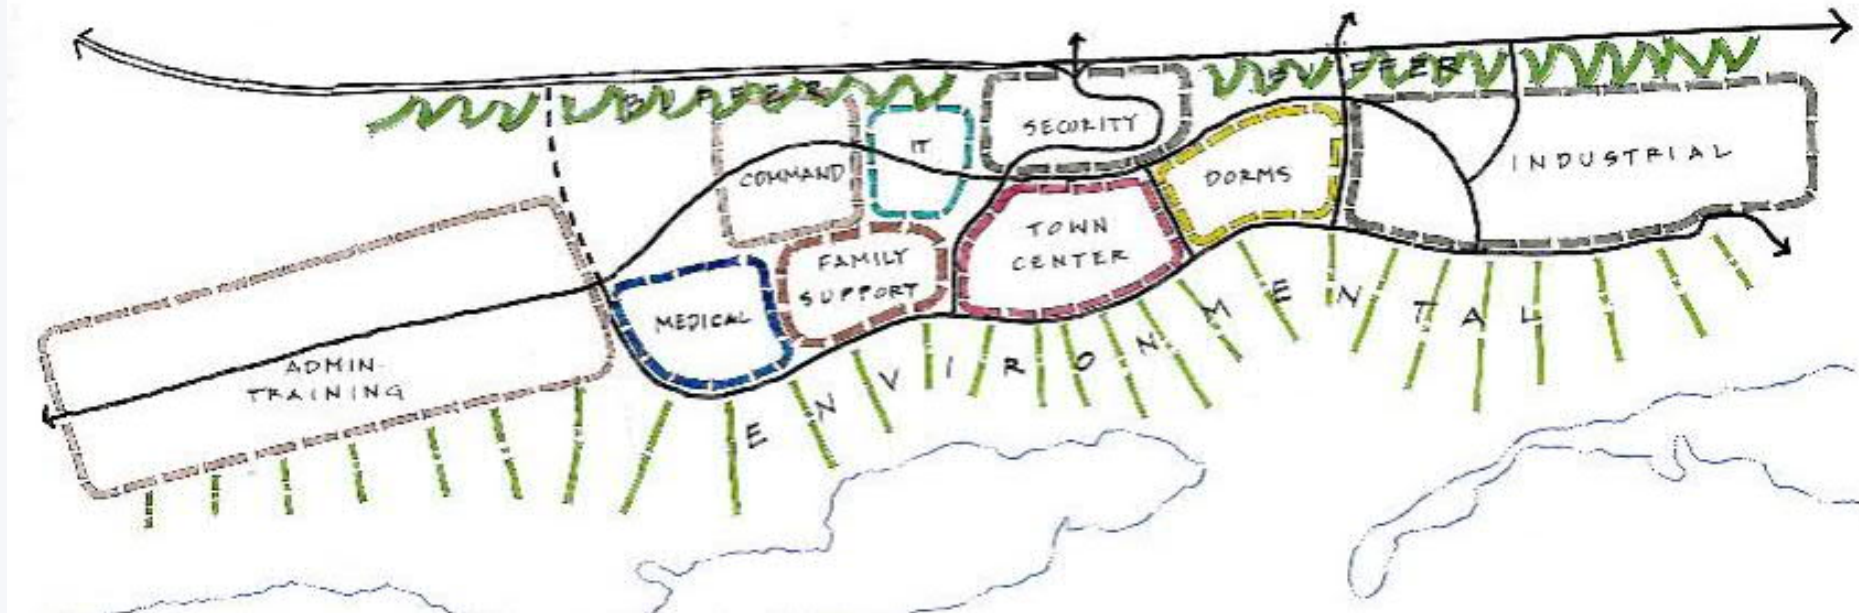 BUFFER
BUFFER
SECURITY
IT
COMMAND
DORMS
INDUSTRIAL
TOWN
CENTER
FAMILY
SUPPORT
MEDICAL
ADMIN-
TRAINING
ENVIRONMENTAL